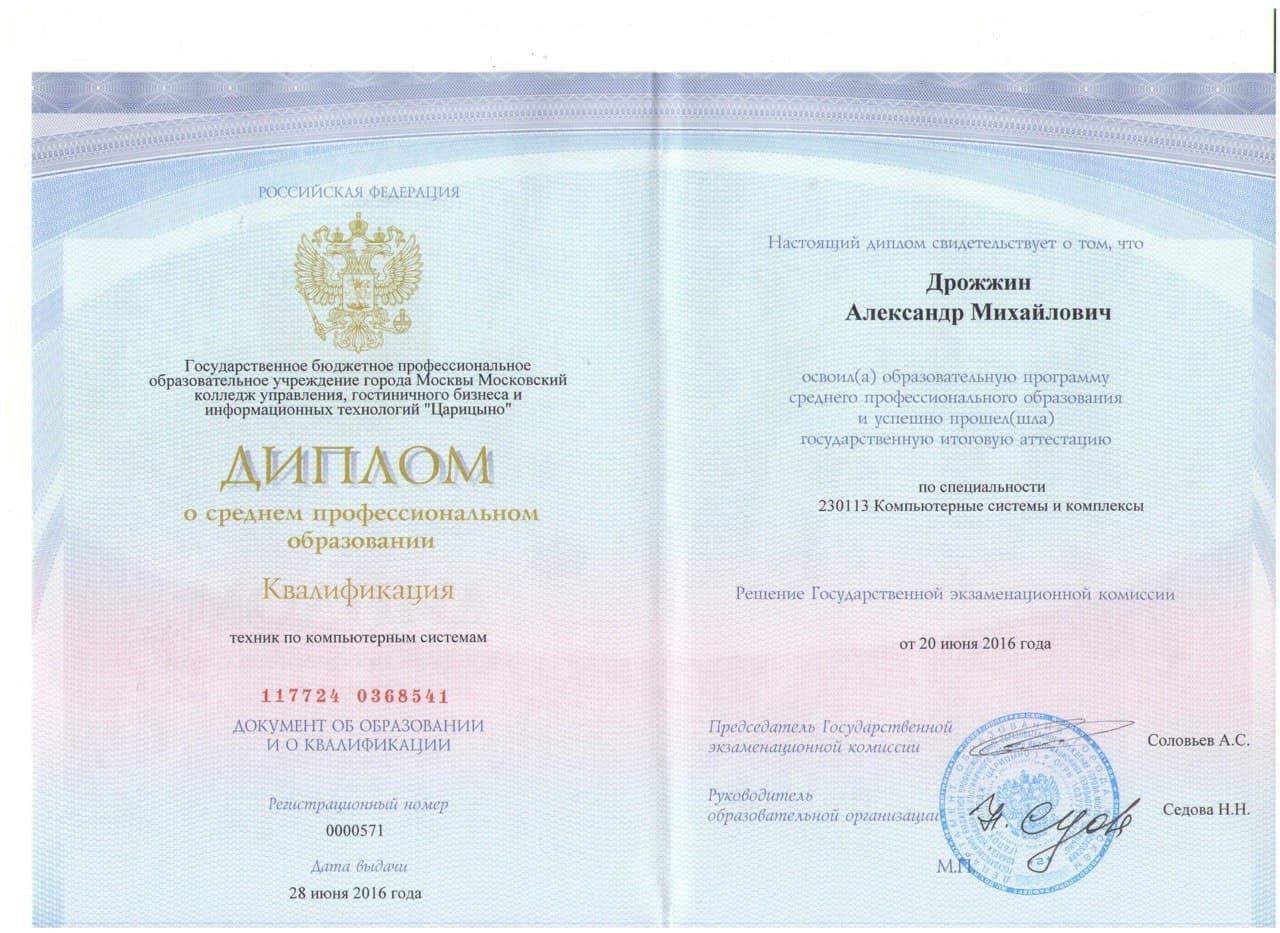 РОССИЙСКАЯ ФЕДЕРАЦИЯ
Государственное бюджетное профессиональное
образовательное учреждение города Москвы Московский
колледж управления, гостиничного бизнеса и
информационных технологий "Царицыно"
ДИПЛОМ
о среднем профессиональном
образовании
Квалификация
техник по компьютерным системам
117724 0368541
ДОКУМЕНТ ОБ ОБРАЗОВАНИИ
И О КВАЛИФИКАЦИИ
Регистрационный номер
0000571
Дата выдачи
28 июня 2016 года
Настоящий диплом свидетельствует о том, что
Дрожжин
Александр Михайлович
освоил(а) образовательную программу
среднего профессионального образования
и успешно прошел(шла)
государственную итоговую аттестацию
по специальности
230113 Компьютерные системы и комплексы
Решение Государственной экзаменационной комиссии
от 20 июня 2016 года
Председатель Государственной
экзаменационной комиссии
Соловьев А.С.
Руководитель
образовательной организации
Седова Н.Н.
М.П.